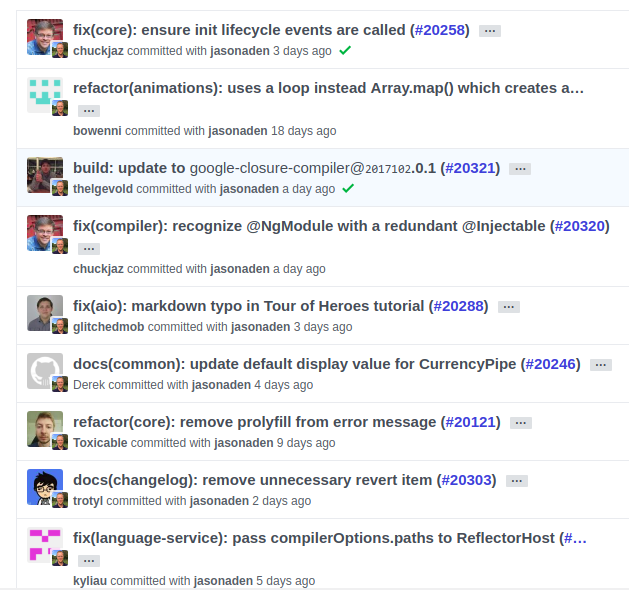 fix(core): ensure init lifecycle events are called (#20258) ...
chuckjaz committed with jasonaden 3 days ago
refactor(animations): uses a loop instead Array.map() which creates a…
...
bowenni committed with jasonaden 18 days ago
build: update to google-closure-compiler@2017102.0.1 (#20321) ...
thelgevold committed with jasonaden a day ago
fix(compiler): recognize @NgModule with a redundant @Injectable (#20320)
...
chuckjaz committed with jasonaden a day ago
fix(aio): markdown typo in Tour of Heroes tutorial (#20288) ...
glitchedmob committed with jasonaden 3 days ago
docs(common): update default display value for CurrencyPipe (#20246) ...
Derek committed with jasonaden 4 days ago
refactor(core): remove prolyfill from error message (#20121) ...
Toxicable committed with jasonaden 9 days ago
docs(changelog): remove unnecessary revert item (#20303) ...
trotyl committed with jasonaden 2 days ago
fix(language-service): pass compilerOptions.paths to ReflectorHost (#…
...
kyliau committed with jasonaden 5 days ago